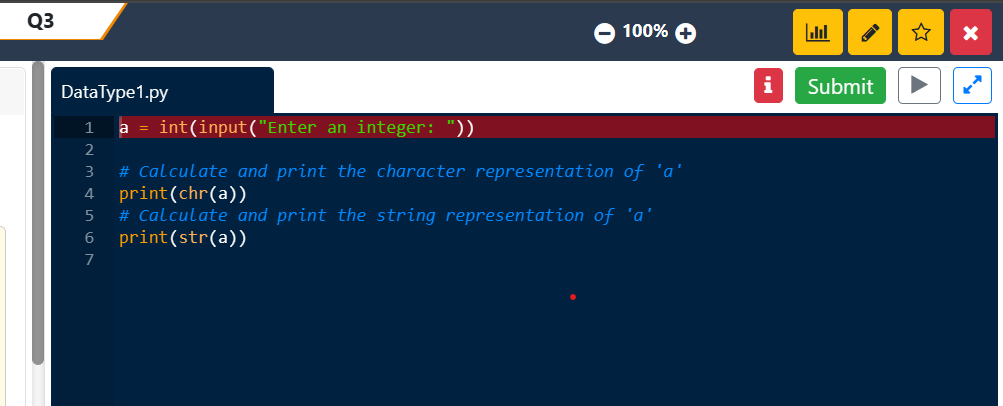 Q3
100%
DataType1.py
Submit
1 a = int(input("Enter an integer: "))
2
3 # Calculate and print the character representation of 'a'
4 print(chr(a))
5 # Calculate and print the string representation of 'a'
6 print(str(a))
7